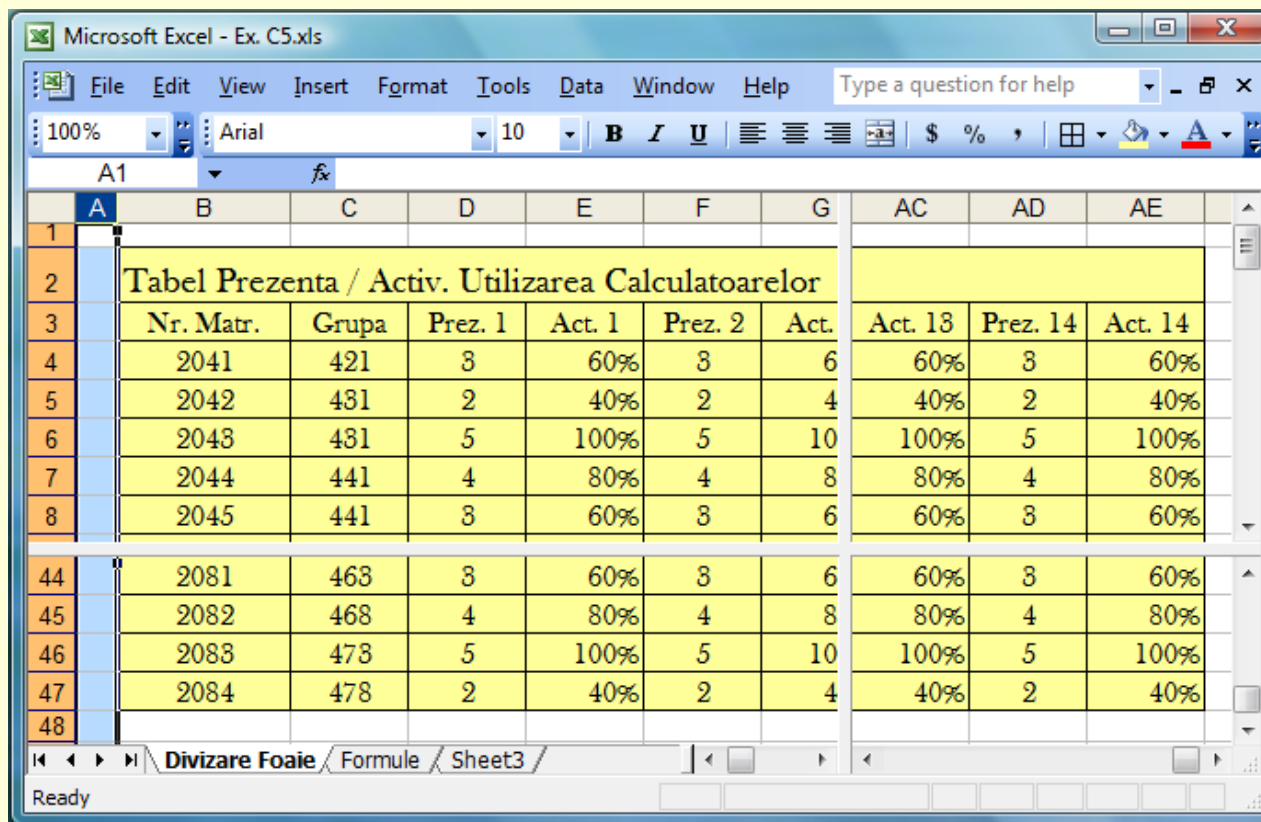 Microsoft Excel - Ex. C5.xls
File Edit View Insert Format Tools Data Window Help Type a question for help
100% Arial 10 B I U $ % , A
A1 fx
A B C D E F G AC AD AE
1
2 Tabel Prezenta / Activ. Utilizarea Calculatoarelor
3 Nr. Matr. Grupa Prez. 1 Act. 1 Prez. 2 Act. Act. 13 Prez. 14 Act. 14
4 2041 421 3 60% 3 6 60% 3 60%
5 2042 431 2 40% 2 4 40% 2 40%
6 2043 431 5 100% 5 10 100% 5 100%
7 2044 441 4 80% 4 8 80% 4 80%
8 2045 441 3 60% 3 6 60% 3 60%
44 2081 463 3 60% 3 6 60% 3 60%
45 2082 468 4 80% 4 8 80% 4 80%
46 2083 473 5 100% 5 10 100% 5 100%
47 2084 478 2 40% 2 4 40% 2 40%
48
Divizare Foaie Formule Sheet3
Ready